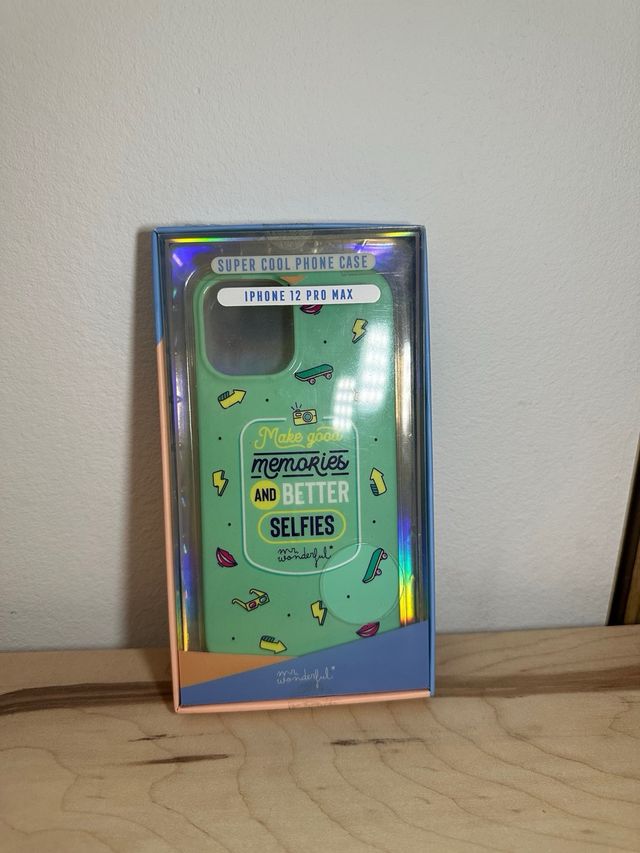 SUPER COOL PHONE CASE
IPHONE 12 PRO MAX
Make good
memories
AND BETTER
SELFIES
mr.
wonderful*
mr.
wonderful*